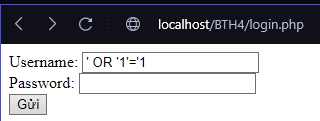 localhost/BTH4/login.php
Username: ' OR '1'='1
Password:
Gửi